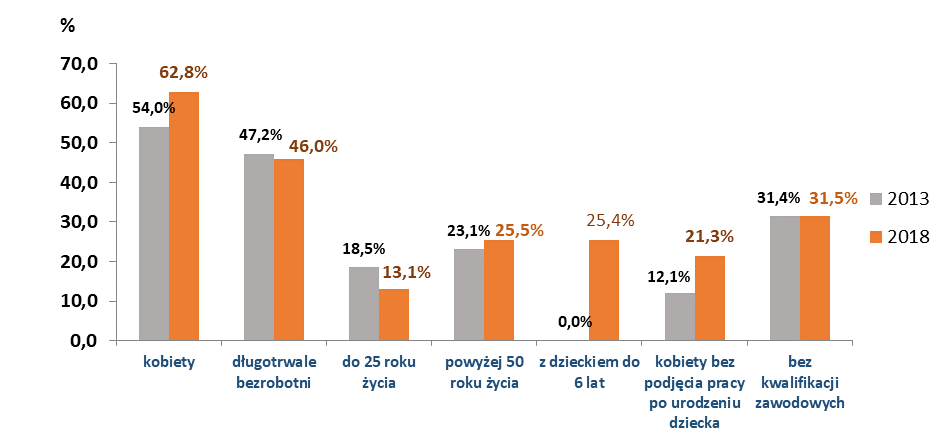 %
70,0
60,0
50,0
40,0
30,0
20,0
10,0
0,0
54,0%
62,8%
47,2%
46,0%
18,5%
13,1%
23,1%
25,5%
0,0%
25,4%
12,1%
21,3%
31,4%
31,5%
kobiety
długotrwale
bezrobotni
do 25 roku
życia
powyżej 50
roku życia
z dzieckiem do
6 lat
kobiety bez
podjęcia pracy
po urodzeniu
dziecka
bez
kwalifikacji
zawodowych
2013
2018